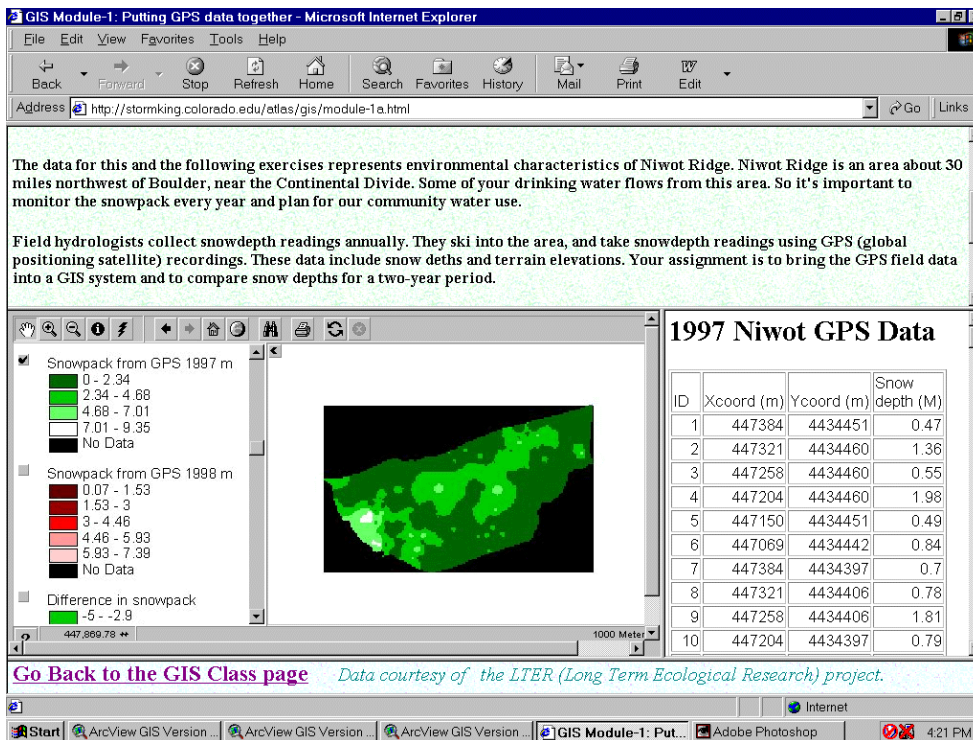 GIS Module-1: Putting GPS data together - Microsoft Internet Explorer
File Edit View Favorites Tools Help
Back Forward Stop Refresh Home Search Favorites History Mail Print Edit
Address http://stormking.colorado.edu/atlas/gis/module-1a.html Go Links
The data for this and the following exercises represents environmental characteristics of Niwot Ridge. Niwot Ridge is an area about 30
miles northwest of Boulder, near the Continental Divide. Some of your drinking water flows from this area. So it's important to
monitor the snowpack every year and plan for our community water use.
Field hydrologists collect snowdepth readings annually. They ski into the area, and take snowdepth readings using GPS (global
positioning satellite) recordings. These data include snow deths and terrain elevations. Your assignment is to bring the GPS field data
into a GIS system and to compare snow depths for a two-year period.
Snowpack from GPS 1997 m
0 - 2.34
2.34 - 4.68
4.68 - 7.01
7.01 - 9.35
No Data
Snowpack from GPS 1998 m
0.07 - 1.53
1.53 - 3
3 - 4.46
4.46 - 5.93
5.93 - 7.39
No Data
Difference in snowpack
-5 - -2.9
447,869.78
1000 Meter
1997 Niwot GPS Data
ID Xcoord (m) Ycoord (m) Snow depth (M)
1 447384 4434451 0.47
2 447321 4434460 1.36
3 447258 4434460 0.55
4 447204 4434460 1.98
5 447150 4434451 0.49
6 447069 4434442 0.84
7 447384 4434397 0.7
8 447321 4434406 0.78
9 447258 4434406 1.81
10 447204 4434397 0.79
Go Back to the GIS Class page Data courtesy of the LTER (Long Term Ecological Research) project.
Internet
Start ArcView GIS Version ... ArcView GIS Version ... ArcView GIS Version ... GIS Module-1: Put... Adobe Photoshop 4:21 PM